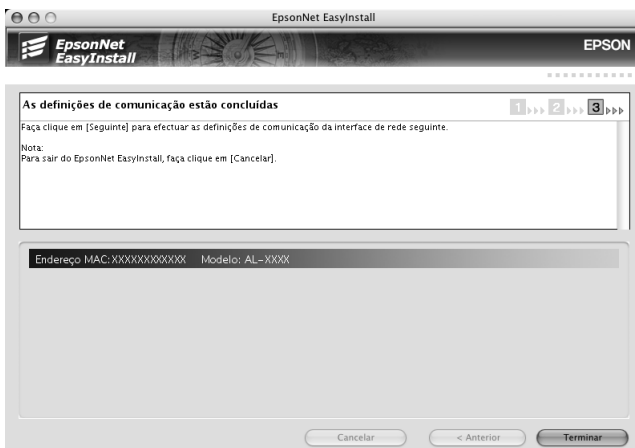 EpsonNet EasyInstall
EpsonNet
EasyInstall
EPSON
As definições de comunicação estão concluídas
1 2 3
Faça clique em [Seguinte] para efectuar as definições de comunicação da interface de rede seguinte.
Nota:
Para sair do EpsonNet EasyInstall, faça clique em [Cancelar].
Endereço MAC:XXXXXXXXXXXX Modelo: AL-XXXX
Cancelar < Anterior Terminar